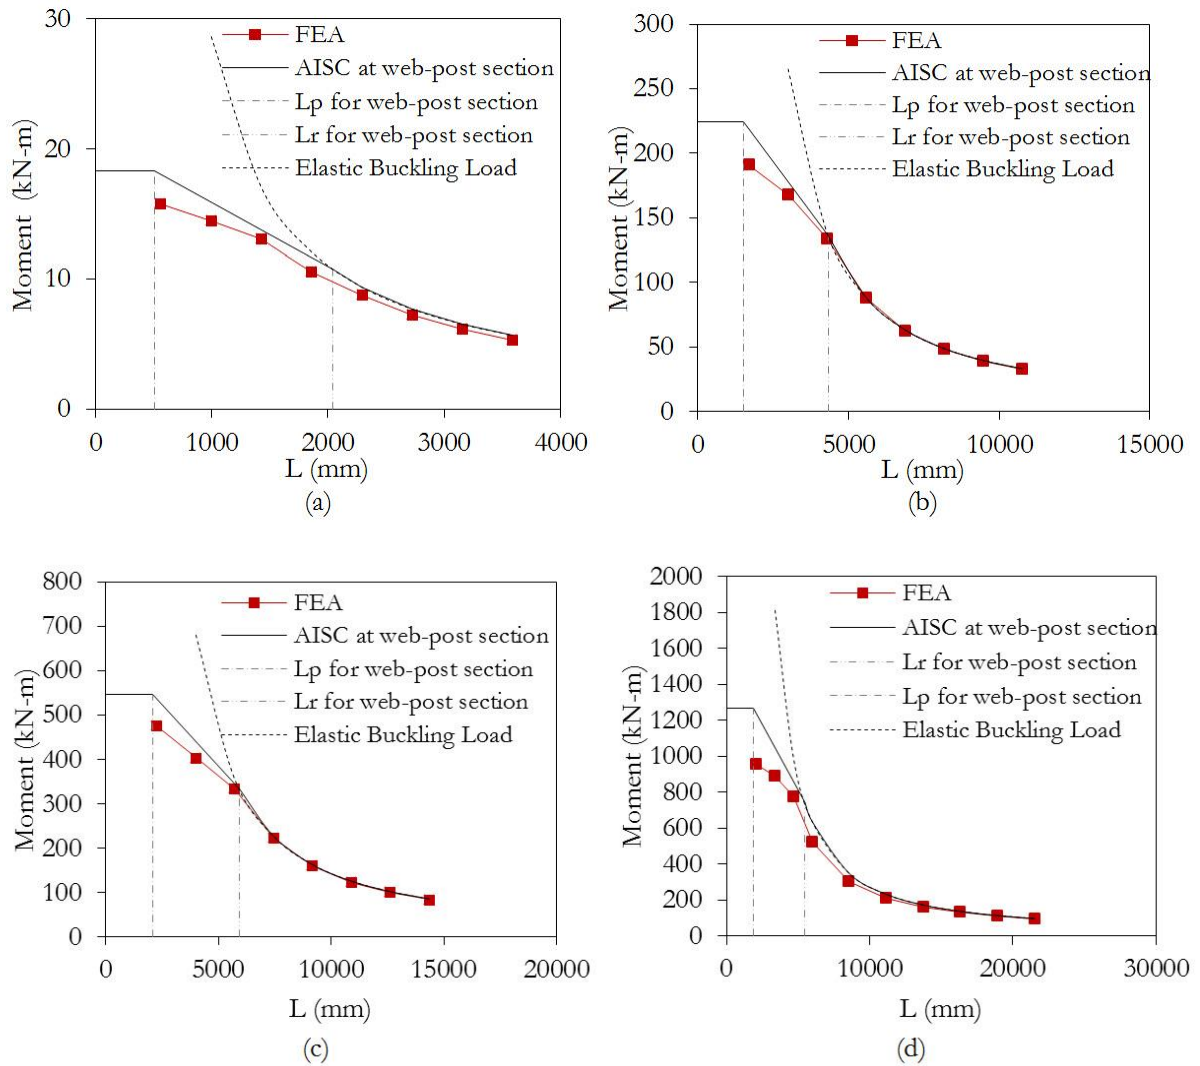 30
20
10
0
Moment (kN-m)
FEA
AISC at web-post section
Lp for web-post section
Lr for web-post section
Elastic Buckling Load
0 1000 2000 3000 4000
L (mm)
(a)
300
250
200
150
100
50
0
Moment (kN-m)
FEA
AISC at web-post section
Lp for web-post section
Lr for web-post section
Elastic Buckling Load
0 5000 10000 15000
L (mm)
(b)
800
700
600
500
400
300
200
100
0
Moment (kN-m)
FEA
AISC at web-post section
Lp for web-post section
Lr for web-post section
Elastic Buckling Load
0 5000 10000 15000 20000
L (mm)
(c)
2000
1800
1600
1400
1200
1000
800
600
400
200
0
Moment (kN-m)
FEA
AISC at web-post section
Lr for web-post section
Lp for web-post section
Elastic Buckling Load
0 10000 20000 30000
L (mm)
(d)